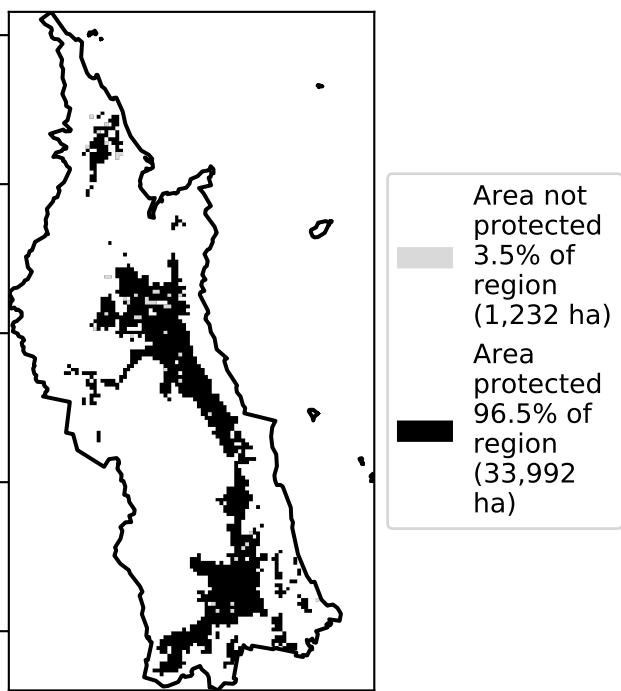 Area not
protected
3.5% of
region
(1,232 ha)
Area
protected
96.5% of
region
(33,992
ha)